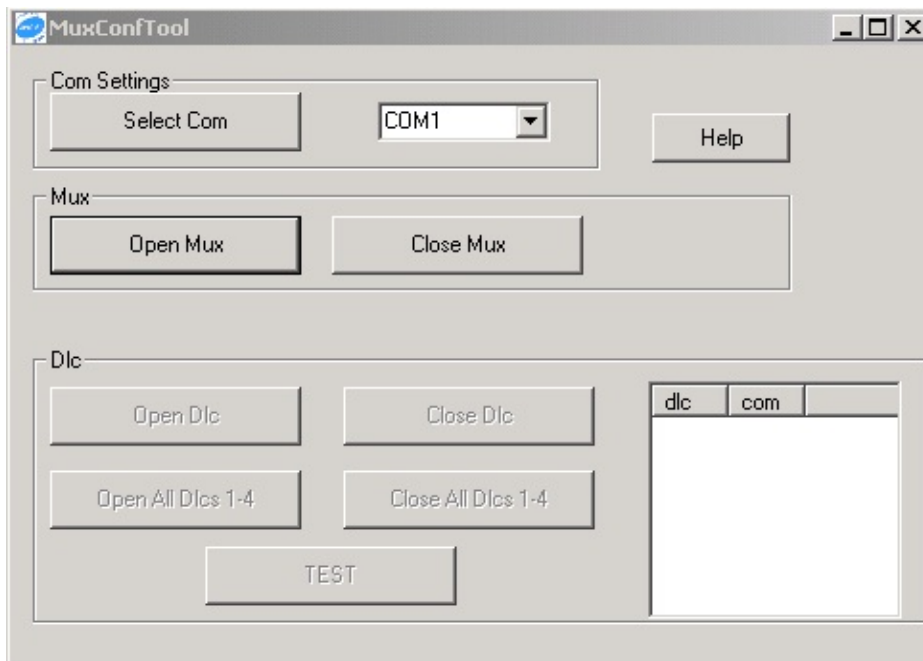 MuxConfTool
Com Settings
Select Com
COM1
Help
Mux
Open Mux
Close Mux
Dlc
Open Dlc
Close Dlc
dlc
com
Open All Dlcs 1-4
Close All Dlcs 1-4
TEST